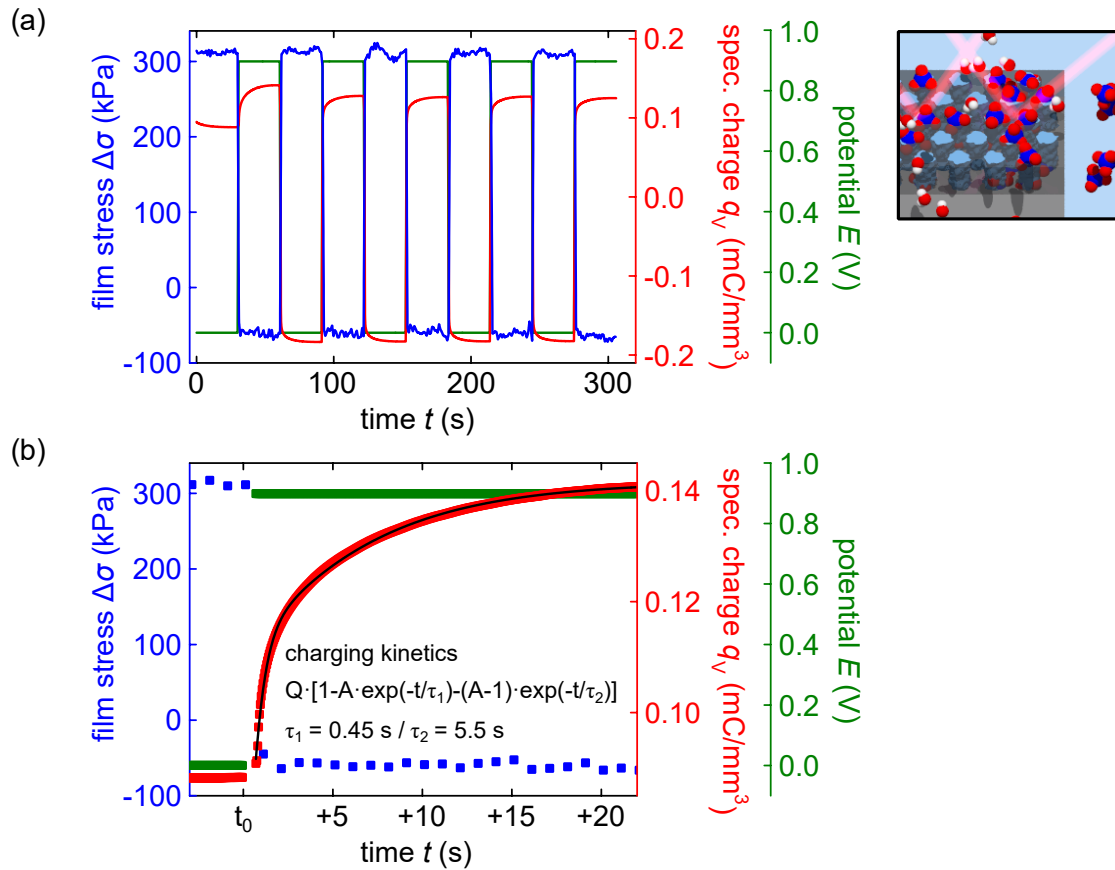 (a)
film stress Δσ (kPa)
300
200
100
0
-100
0
100
200
300
time t (s)
0.2
0.1
0.0
-0.1
-0.2
spec. charge qᵥ (mC/mm³)
1.0
0.8
0.6
0.4
0.2
0.0
potential E (V)
(b)
film stress Δσ (kPa)
300
200
100
0
-100
charging kinetics
Q·[1-A·exp(-t/τ₁)-(A-1)·exp(-t/τ₂)]
τ₁ = 0.45 s / τ₂ = 5.5 s
t₀
+5
+10
+15
+20
time t (s)
0.14
0.12
0.10
spec. charge qᵥ (mC/mm³)
1.0
0.8
0.6
0.4
0.2
0.0
potential E (V)